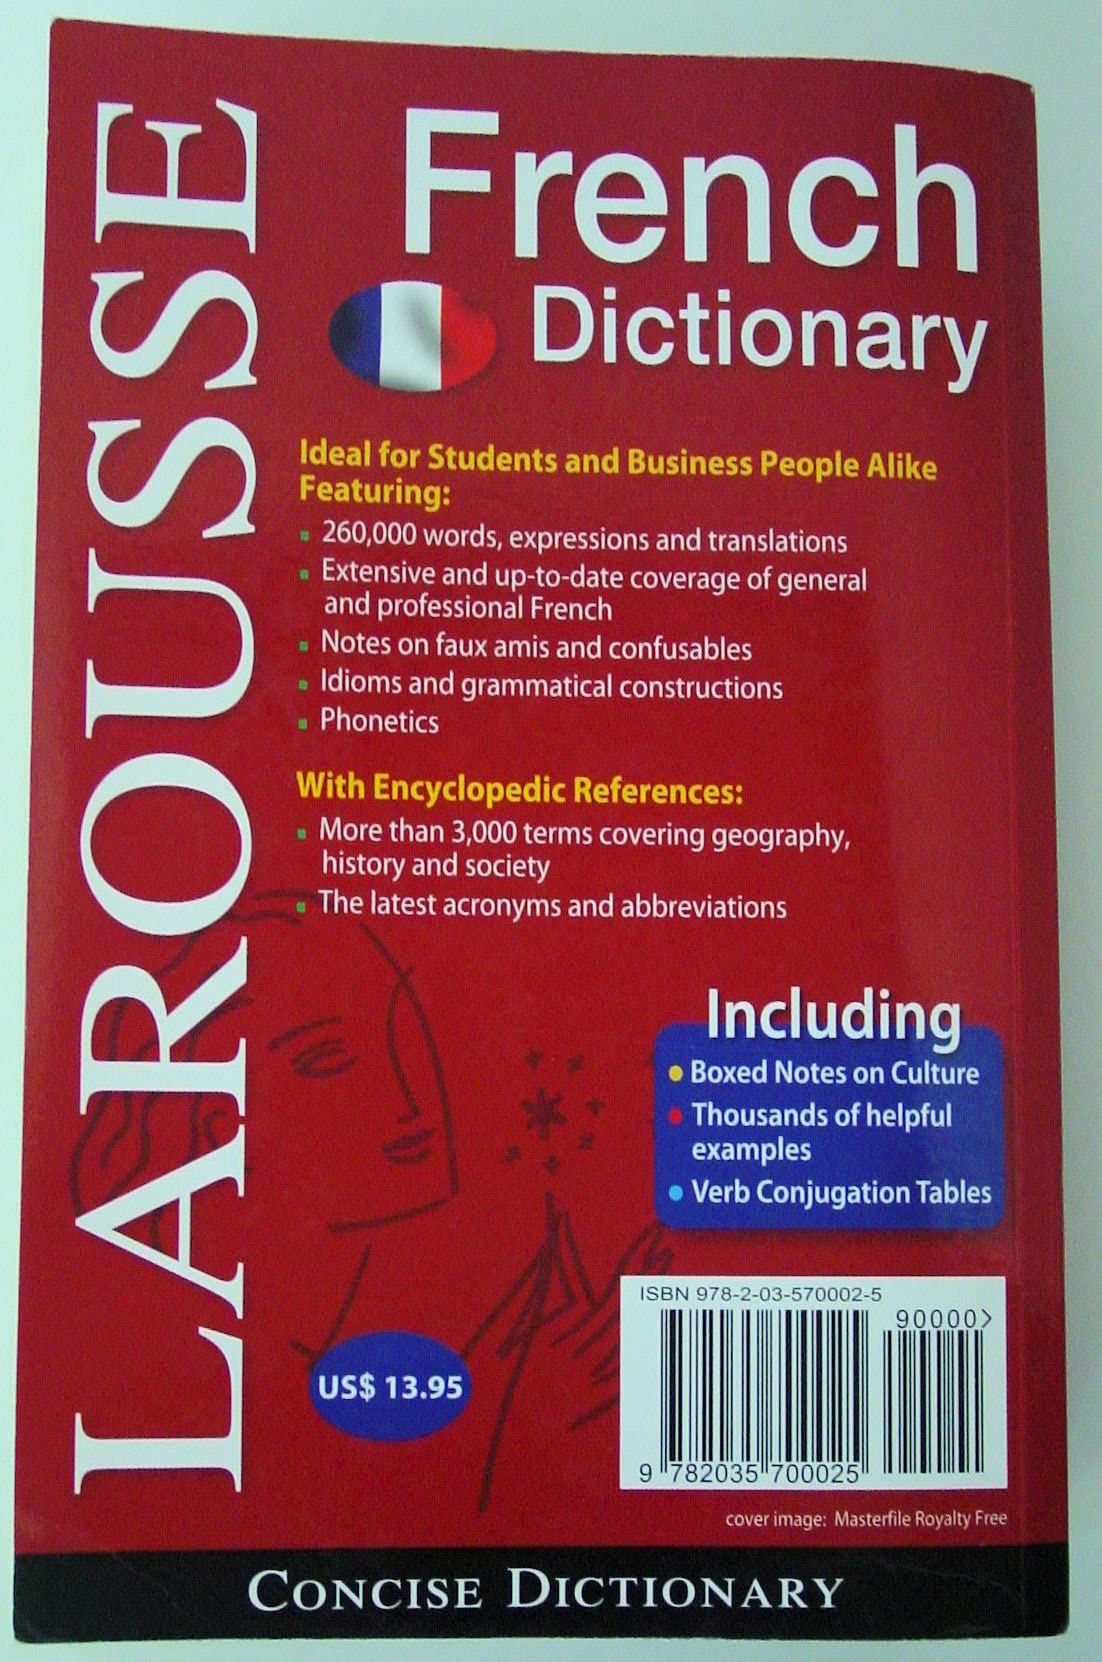 LAROUSSE
French
Dictionary
Ideal for Students and Business People Alike
Featuring:
260,000 words, expressions and translations
Extensive and up-to-date coverage of general
and professional French
Notes on faux amis and confusables
Idioms and grammatical constructions
Phonetics
With Encyclopedic References:
More than 3,000 terms covering geography,
history and society
The latest acronyms and abbreviations
Including
Boxed Notes on Culture
Thousands of helpful
examples
Verb Conjugation Tables
US$ 13.95
ISBN 978-2-03-570002-5
90000>
9 782035 700025
cover image: Masterfile Royalty Free
CONCISE DICTIONARY